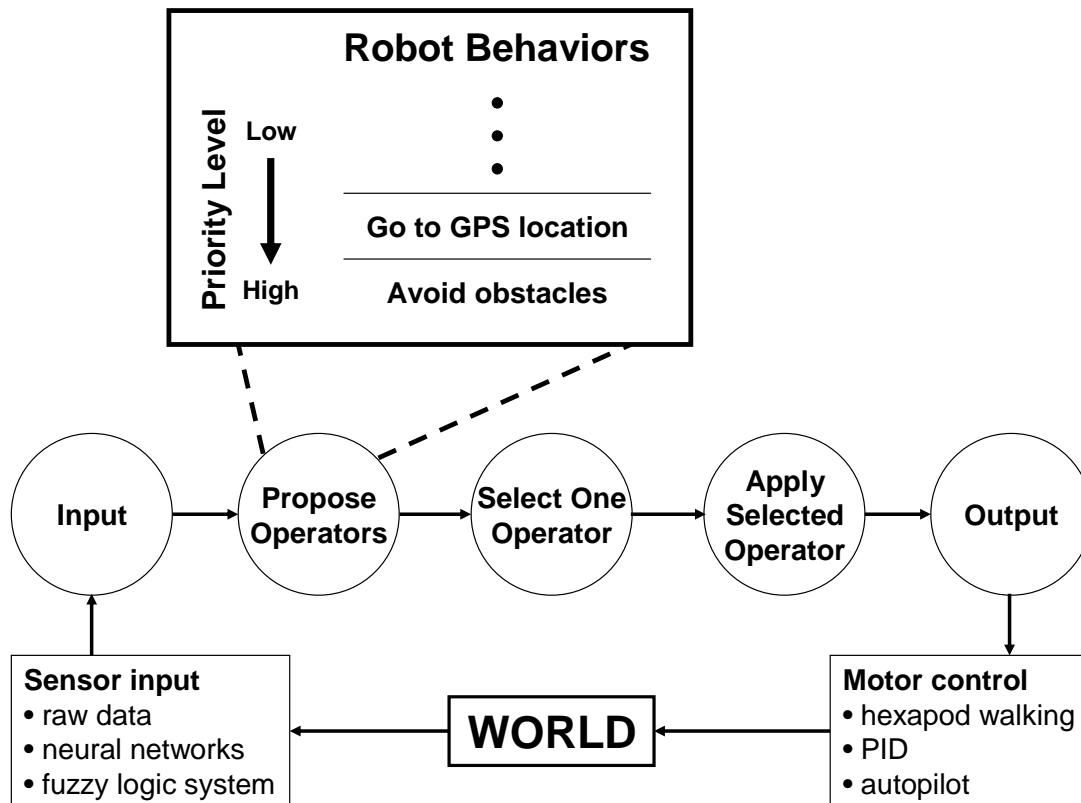 Robot Behaviors
Priority Level
Low
High
Go to GPS location
Avoid obstacles
Input
Propose
Operators
Select One
Operator
Apply
Selected
Operator
Output
Sensor input
• raw data
• neural networks
• fuzzy logic system
WORLD
Motor control
• hexapod walking
• PID
• autopilot